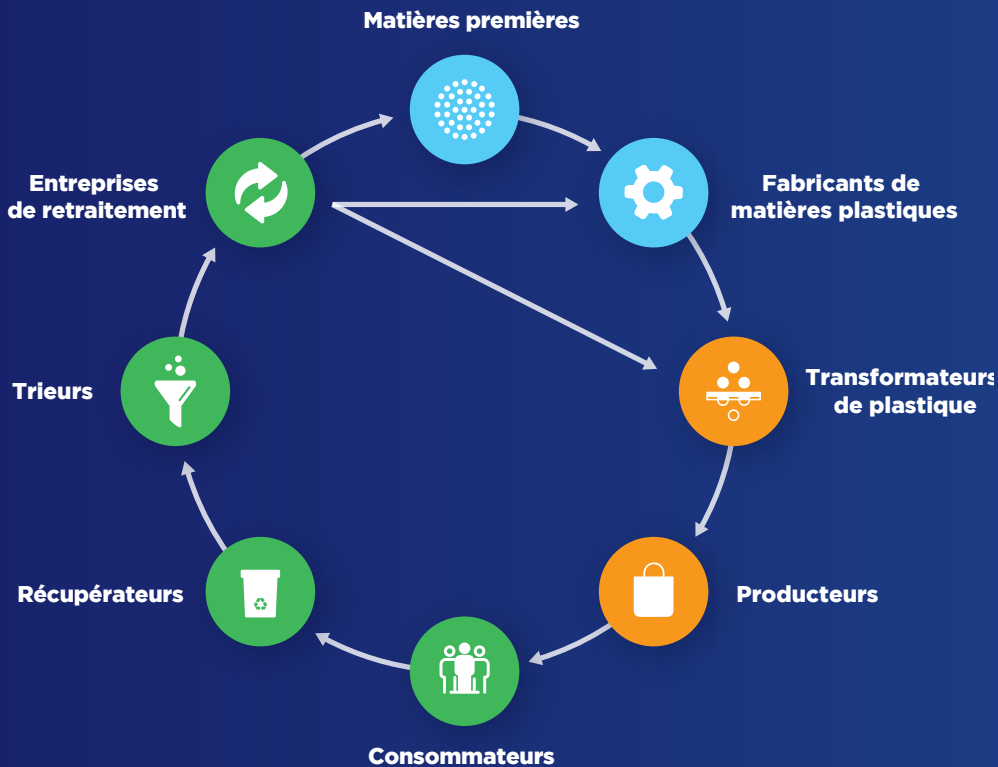 Matières premières
Entreprises
de retraitement
Fabricants de
matières plastiques
Trieurs
Transformateurs
de plastique
Récupérateurs
Producteurs
Consommateurs